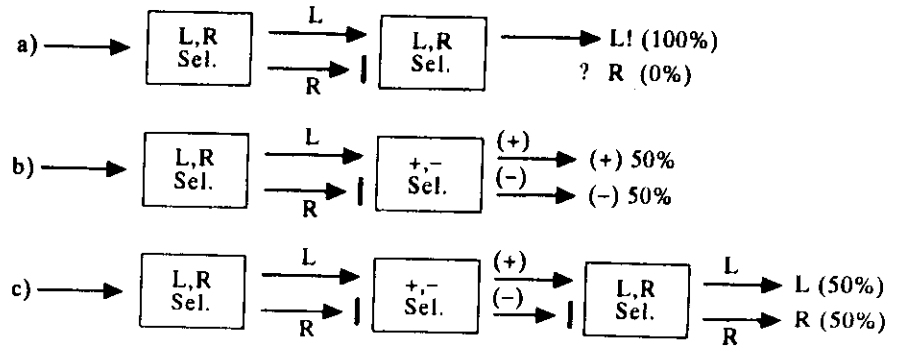 a) L,R Sel. L R L,R Sel. L! (100%)
? R (0%)
b) L,R Sel. L R +,− Sel. (+) (−) (+) 50%
(−) 50%
c) L,R Sel. L R +,− Sel. (+) (−) L,R Sel. L R L (50%)
R (50%)